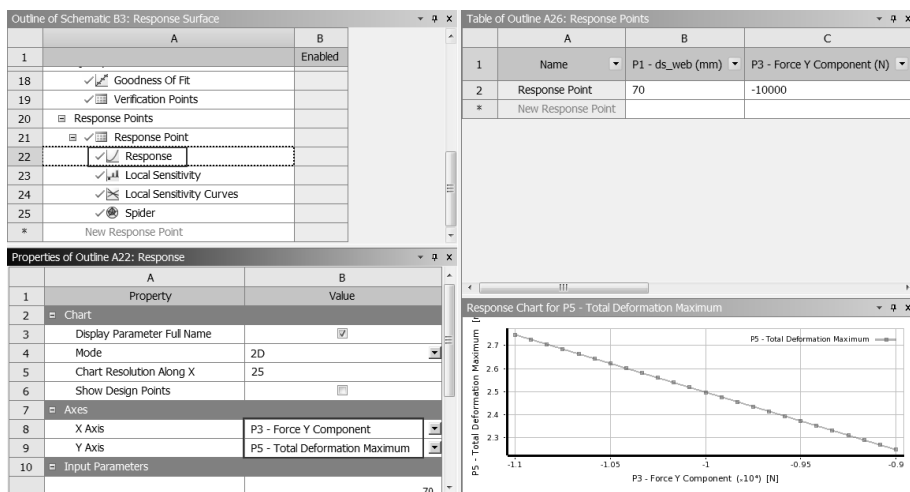 Outline of Schematic B3: Response Surface
A B
1 Enabled
18 Goodness Of Fit
19 Verification Points
20 Response Points
21 Response Point
22 Response
23 Local Sensitivity
24 Local Sensitivity Curves
25 Spider
* New Response Point
Properties of Outline A22: Response
A B
1 Property Value
2 Chart
3 Display Parameter Full Name
4 Mode 2D
5 Chart Resolution Along X 25
6 Show Design Points
7 Axes
8 X Axis P3 - Force Y Component
9 Y Axis P5 - Total Deformation Maximum
10 Input Parameters
70
Table of Outline A26: Response Points
A B C
1 Name P1 - ds_web (mm) P3 - Force Y Component (N)
2 Response Point 70 -10000
* New Response Point
Response Chart for P5 - Total Deformation Maximum
P5 - Total Deformation Maximum
P5 - Total Deformation Maximum
2.7
2.6
2.5
2.4
2.3
-1.1 -1.05 -1 -0.95 -0.9
P3 - Force Y Component (*10⁴) [N]